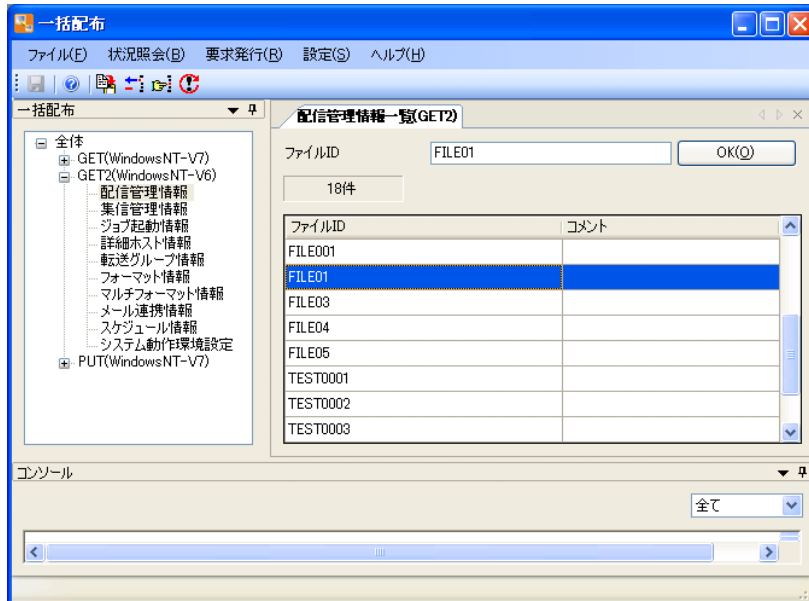 一括配布
ファイル(F) 状況照会(B) 要求発行(R) 設定(S) ヘルプ(H)
一括配布
全体
GET(WindowsNT-V7)
GET2(WindowsNT-V6)
配信管理情報
集信管理情報
ジョブ起動情報
詳細ホスト情報
転送グループ情報
フォーマット情報
マルチフォーマット情報
メール連携情報
スケジュール情報
システム動作環境設定
PUT(WindowsNT-V7)
配信管理情報一覧(GET2)
ファイルID FILE01 OK(O)
18件
ファイルID コメント
FILE001
FILE01
FILE03
FILE04
FILE05
TEST0001
TEST0002
TEST0003
コンソール
全て